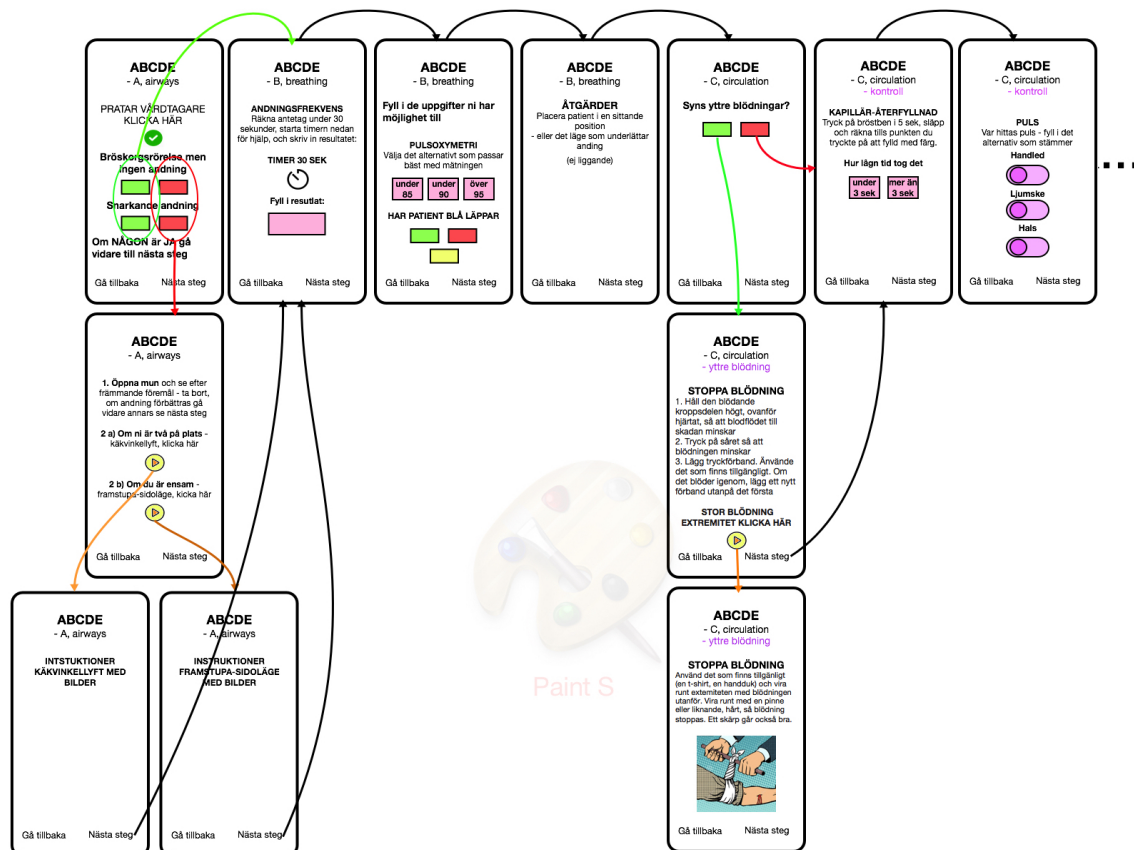 ABCDE
- A, airways
PRATAR VÅRDTAGARE
KLICKA HÄR
Bröskorgsrörelse men
ingen andning
Snarkande andning
Om NÅGON är JA gå
vidare till nästa steg
Gå tillbaka
Nästa steg
ABCDE
- B, breathing
ANDNINGSFREKVENS
Räkna antetag under 30
sekunder, starta timern nedan
för hjälp, och skriv in resultatet:
TIMER 30 SEK
Fyll i resutlat:
Gå tillbaka
Nästa steg
ABCDE
- B, breathing
Fyll i de uppgifter ni har
möjlighet till
PULSOXYMETRI
Välja det alternativ som passar
bäst med mätningen
under
85
under
90
över
95
HAR PATIENT BLÅ LÄPPAR
Gå tillbaka
Nästa steg
ABCDE
- B, breathing
ÅTGÄRDER
Placera patient i en sittande
position
- eller det läge som underlättar
anding
(ej liggande)
Gå tillbaka
Nästa steg
ABCDE
- C, circulation
Syns yttre blödningar?
Gå tillbaka
Nästa steg
ABCDE
- C, circulation
- kontroll
KAPILLÄR-ÅTERFYLLNAD
Tryck på bröstben i 5 sek, släpp
och räkna tills punkten du
tryckte på att fylld med färg.
Hur lågn tid tog det
under
3 sek
mer än
3 sek
Gå tillbaka
Nästa steg
ABCDE
- C, circulation
- kontroll
PULS
Var hittas puls - fyll i det
alternativ som stämmer
Handled
Ljumske
Hals
Gå tillbaka
Nästa steg
ABCDE
- A, airways
1. Öppna mun och se efter
främmande föremål - ta bort,
om andning förbättras gå
vidare annars se nästa steg
2 a) Om ni är två på plats -
käkvinkellyft, klicka här
2 b) Om du är ensam -
framstupa-sidoläge, kicka här
Gå tillbaka
Nästa steg
ABCDE
- C, circulation
- yttre blödning
STOPPA BLÖDNING
1. Håll den blödande
kroppsdelen högt, ovanför
hjärtat, så att blodflödet till
skadan minskar
2. Tryck på såret så att
blödningen minskar
3. Lägg tryckförband. Använde
det som finns tillgängligt. Om
det blöder igenom, lägg ett nytt
förband utanpå det första
STOR BLÖDNING
EXTREMITET KLICKA HÄR
Gå tillbaka
Nästa steg
ABCDE
- A, airways
INTSTUKTIONER
KÄKVINKELLYFT MED
BILDER
Gå tillbaka
Nästa steg
ABCDE
- A, airways
INSTRUKTIONER
FRAMSTUPA-SIDOLÄGE
MED BILDER
Gå tillbaka
Nästa steg
ABCDE
- C, circulation
- yttre blödning
STOPPA BLÖDNING
Använd det som finns tillgänligt
(en t-shirt, en handduk) och vira
runt extemiteten med blödningen
utanför. Vira runt med en pinne
eller liknande, hårt, så blödning
stoppas. Ett skärp går också bra.
Gå tillbaka
Nästa steg
Paint S